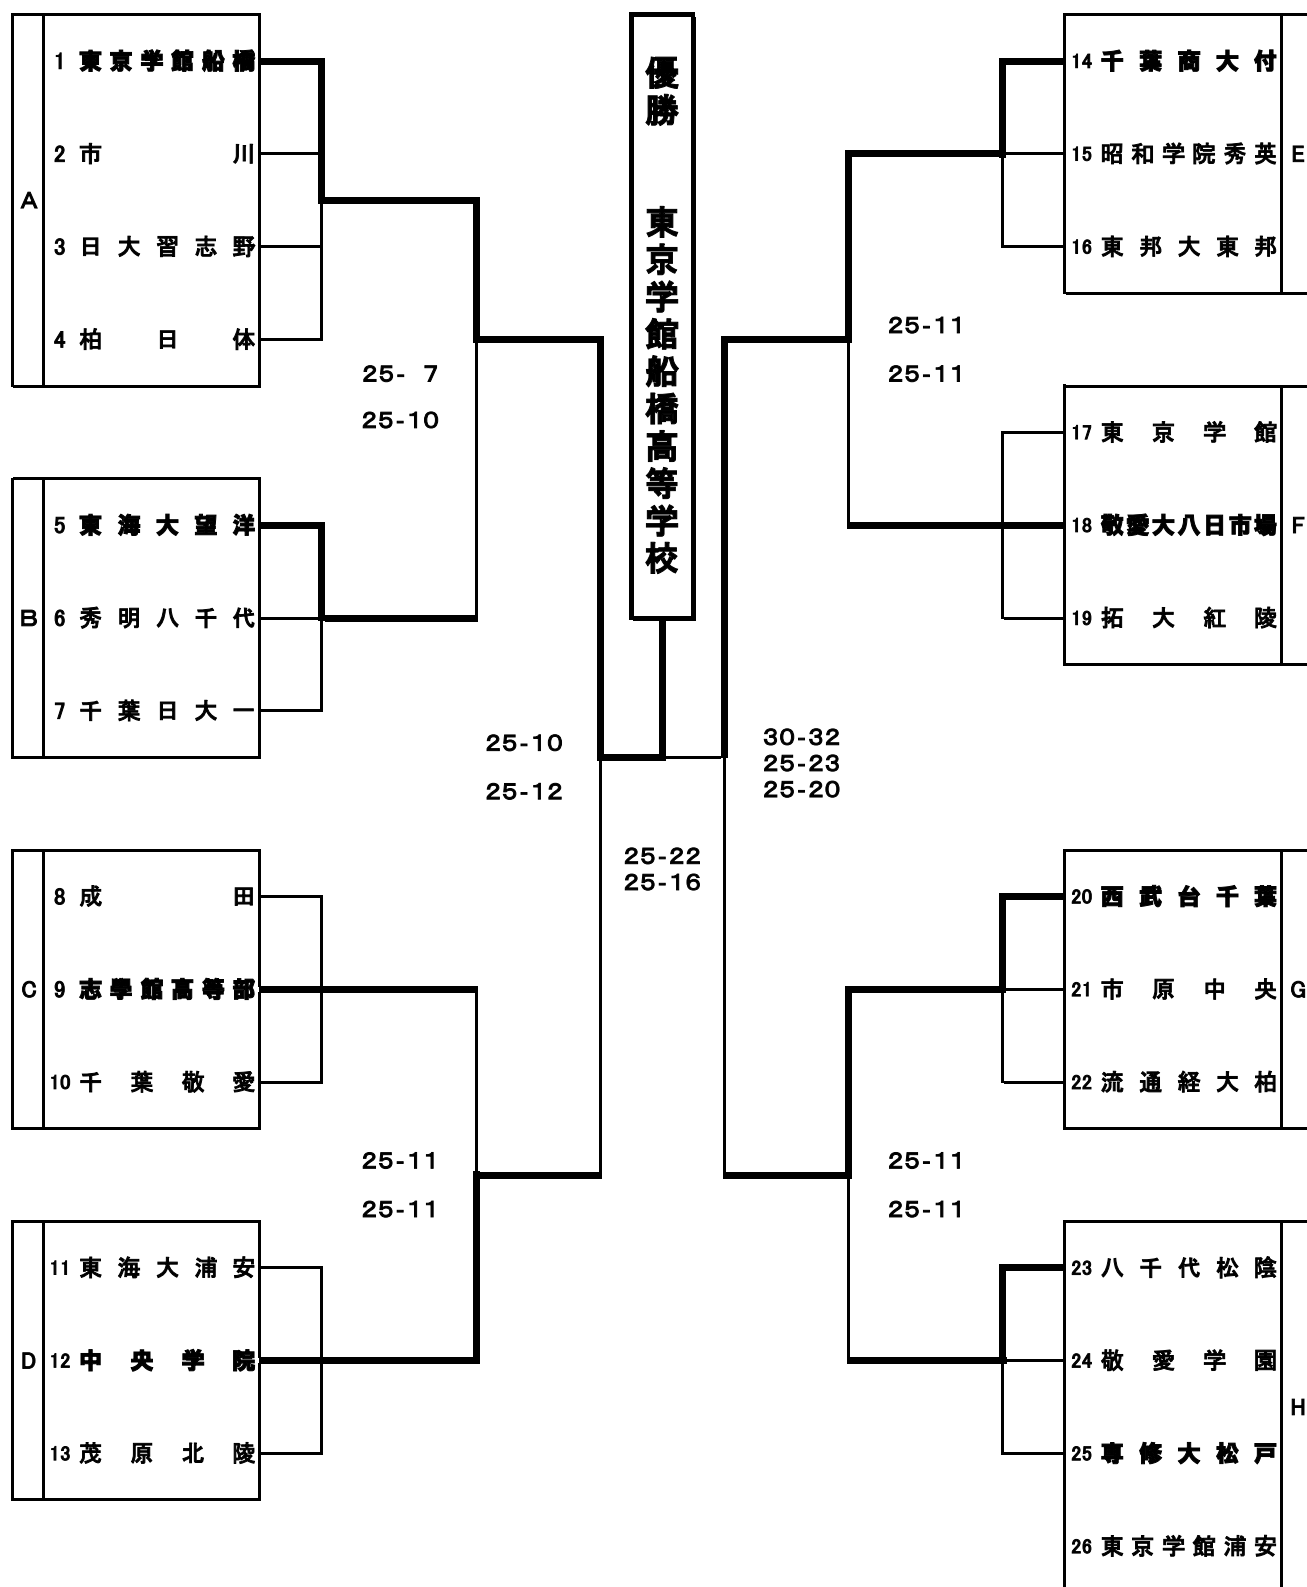 優勝　東京学館船橋高等学校
A
1 東京学館船橋
2 市川
3 日大習志野
4 柏日体
B
5 東海大望洋
6 秀明八千代
7 千葉日大一
C
8 成田
9 志學館高等部
10 千葉敬愛
D
11 東海大浦安
12 中央学院
13 茂原北陵
25- 7
25-10
25-11
25-11
25-10
25-12
25-22
25-16
30-32
25-23
25-20
25-11
25-11
25-11
25-11
14 千葉商大付
15 昭和学院秀英
16 東邦大東邦
E
17 東京学館
18 敬愛大八日市場
19 拓大紅陵
F
20 西武台千葉
21 市原中央
22 流通経大柏
G
23 八千代松陰
24 敬愛学園
25 専修大松戸
26 東京学館浦安
H